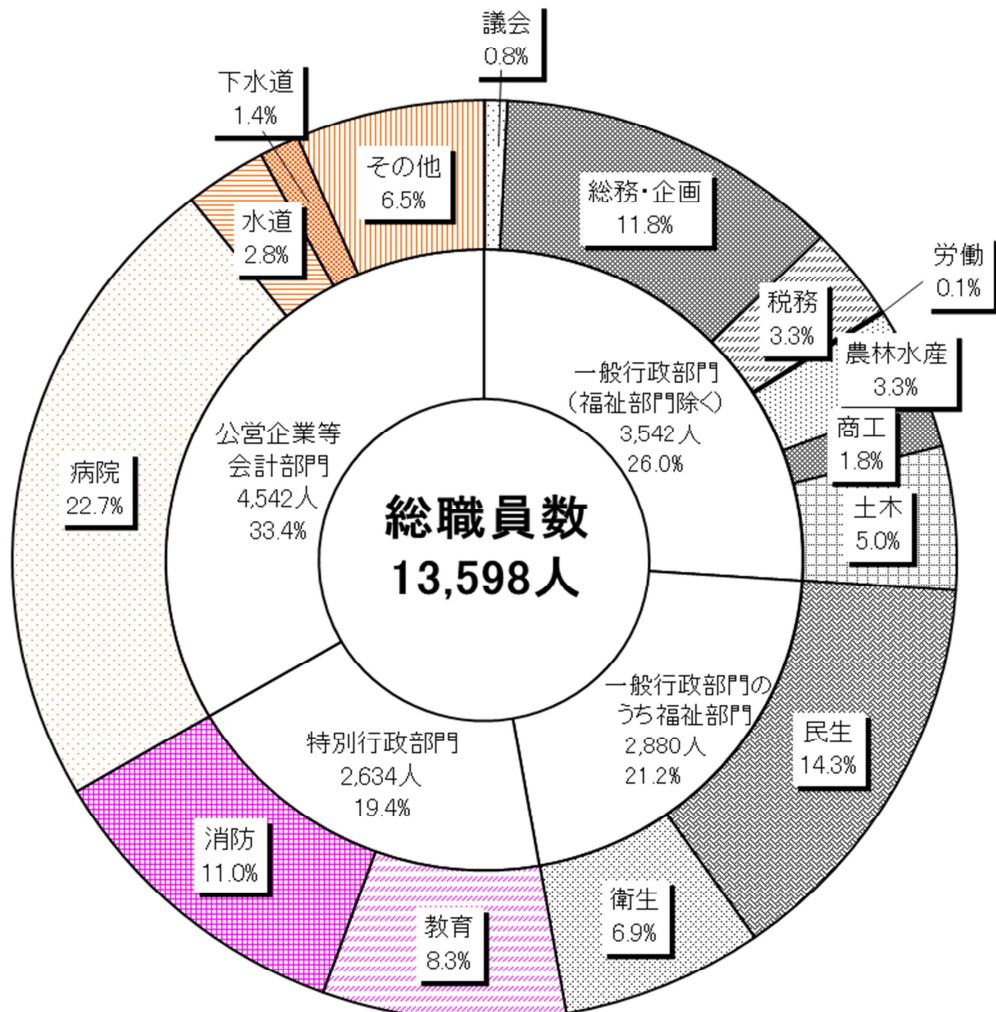 議会
0.8%
下水道
1.4%
その他
6.5%
総務・企画
11.8%
水道
2.8%
労働
0.1%
税務
3.3%
農林水産
3.3%
一般行政部門
(福祉部門除く)
3,542人
26.0%
公営企業等
会計部門
4,542人
33.4%
商工
1.8%
病院
22.7%
土木
5.0%
総職員数
13,598人
一般行政部門の
うち福祉部門
2,880人
21.2%
特別行政部門
2,634人
19.4%
民生
14.3%
消防
11.0%
衛生
6.9%
教育
8.3%